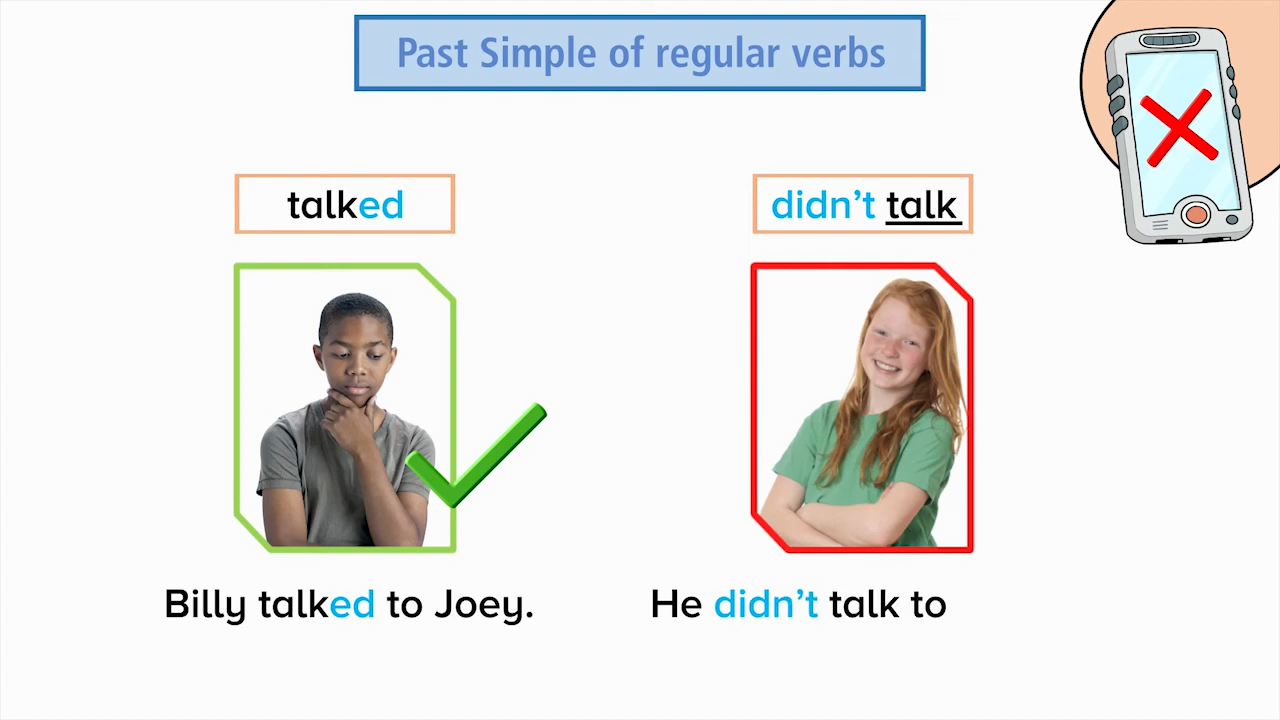 Past Simple of regular verbs
talked
didn't talk
Billy talked to Joey.
He didn't talk to